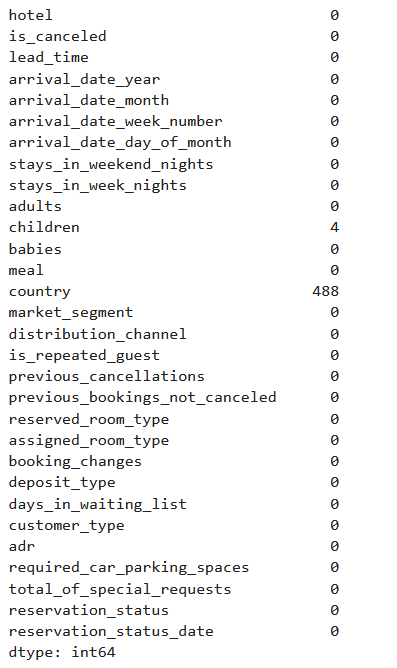 hotel 0
is_canceled 0
lead_time 0
arrival_date_year 0
arrival_date_month 0
arrival_date_week_number 0
arrival_date_day_of_month 0
stays_in_weekend_nights 0
stays_in_week_nights 0
adults 0
children 4
babies 0
meal 0
country 488
market_segment 0
distribution_channel 0
is_repeated_guest 0
previous_cancellations 0
previous_bookings_not_canceled 0
reserved_room_type 0
assigned_room_type 0
booking_changes 0
deposit_type 0
days_in_waiting_list 0
customer_type 0
adr 0
required_car_parking_spaces 0
total_of_special_requests 0
reservation_status 0
reservation_status_date 0
dtype: int64